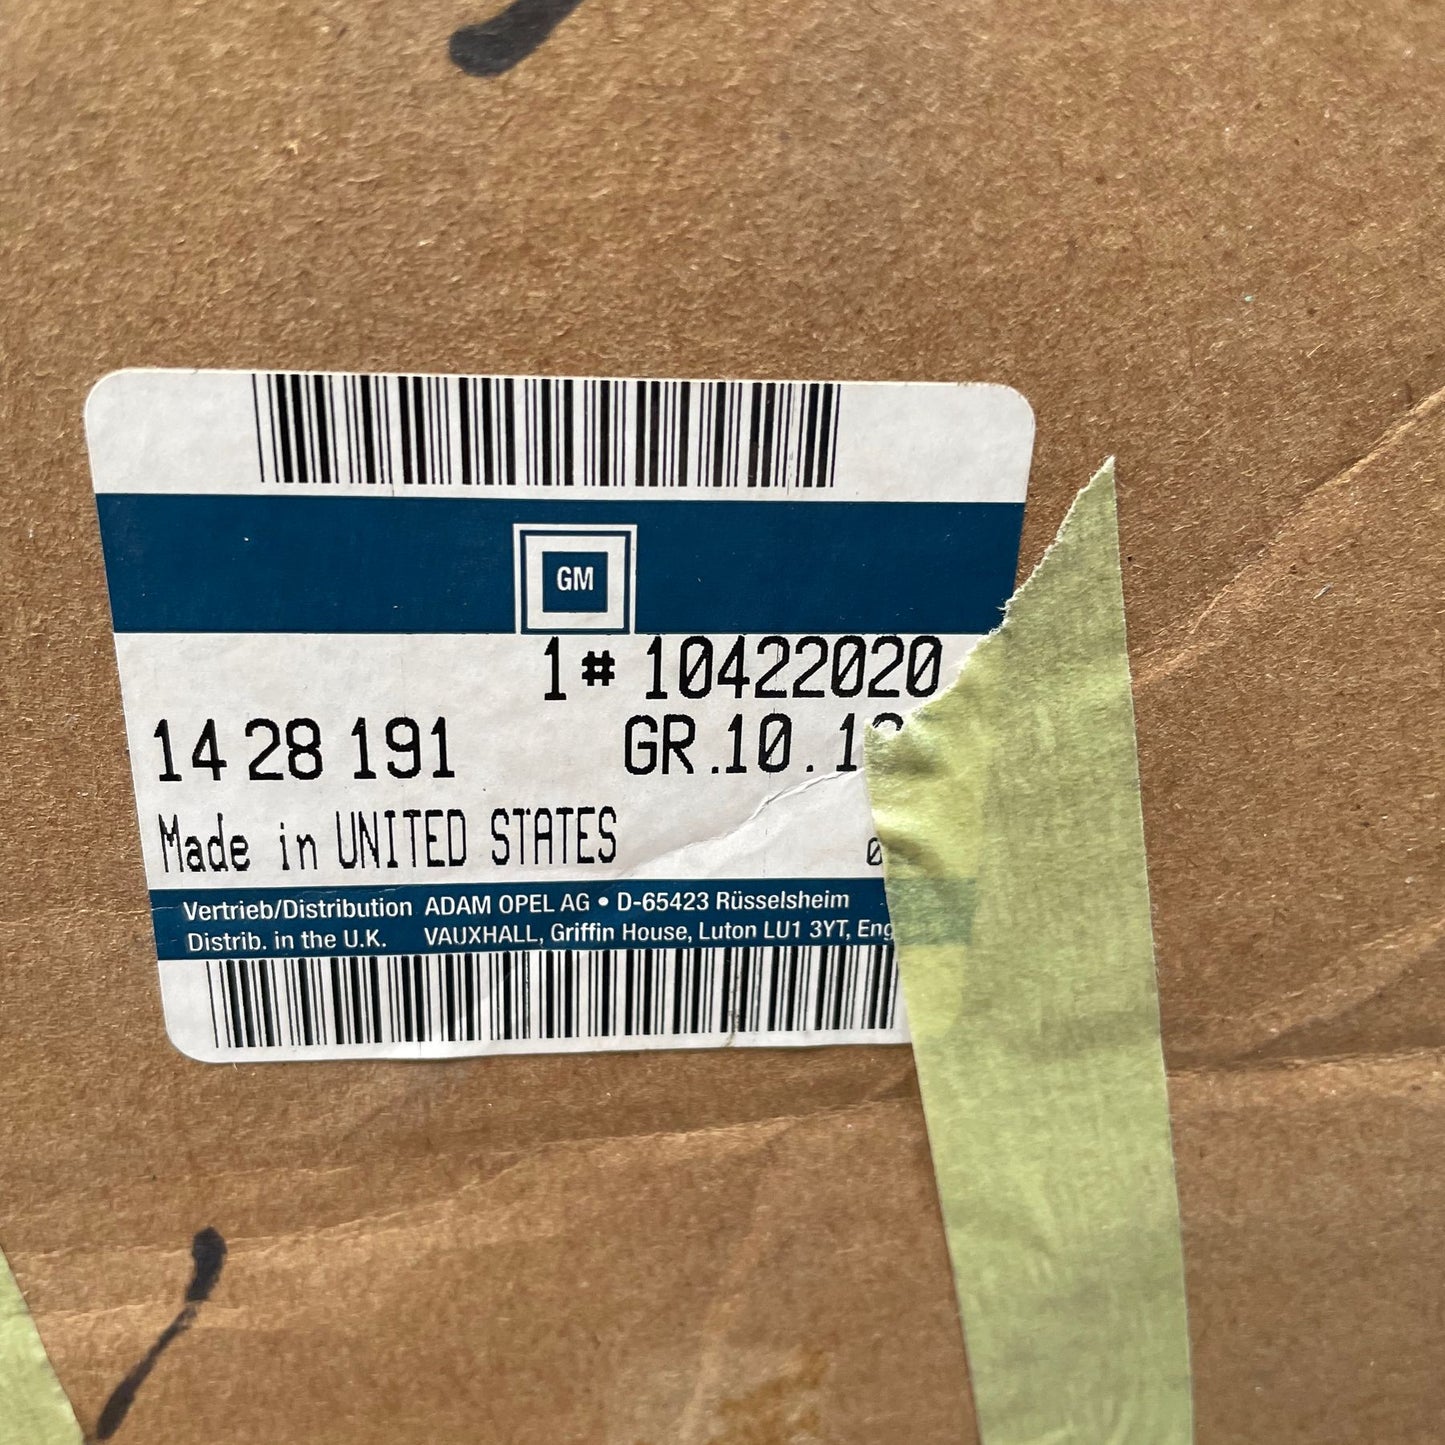 GM
1# 10422020
14 28 191 GR.10.1
Made in UNITED STATES
Vertrieb/Distribution ADAM OPEL AG • D-65423 Rüsselsheim
Distrib. in the U.K. VAUXHALL, Griffin House, Luton LU1 3YT, Eng